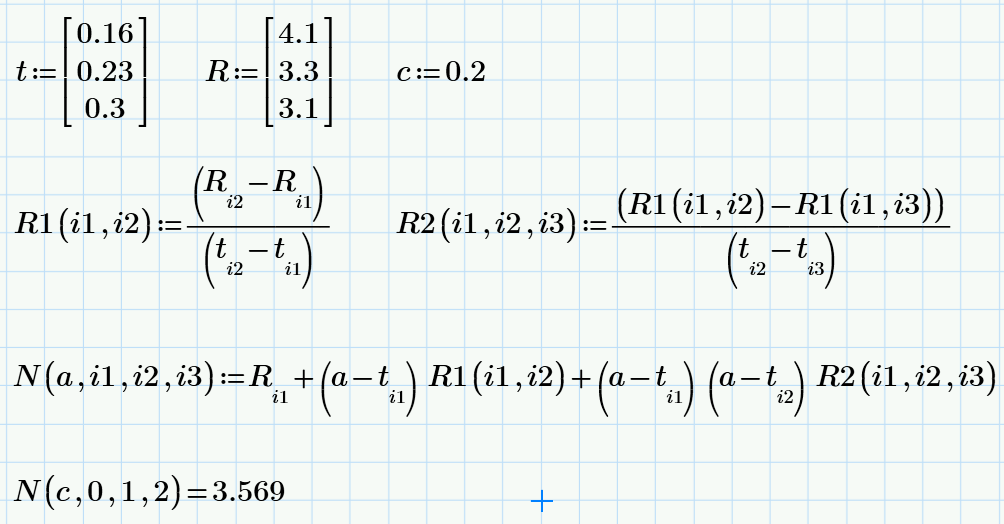 t:=[0.16 0.23 0.3] R:=[4.1 3.3 3.1] c:=0.2
R1(i1,i2):=(R_i2−R_i1)/(t_i2−t_i1) R2(i1,i2,i3):=(R1(i1,i2)−R1(i1,i3))/(t_i2−t_i3)
N(a,i1,i2,i3):=R_i1+(a−t_i1) R1(i1,i2)+(a−t_i1) (a−t_i2) R2(i1,i2,i3)
N(c,0,1,2)=3.569